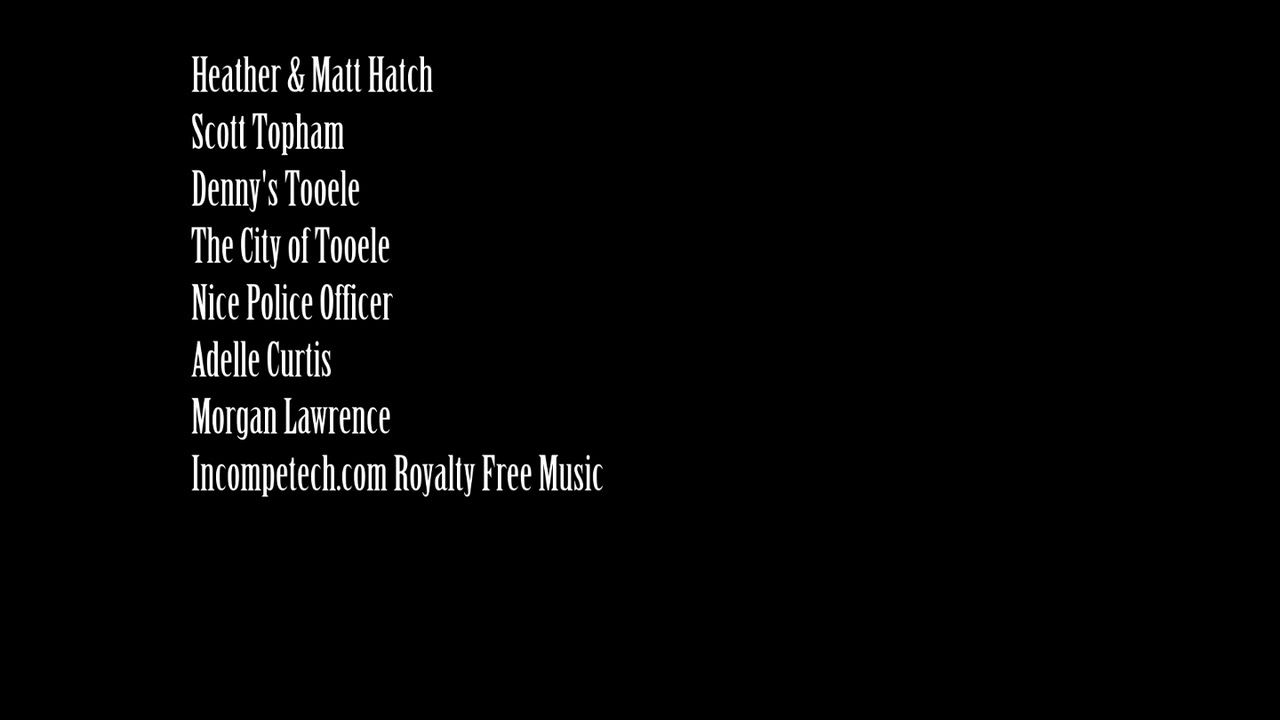 Heather & Matt Hatch
Scott Topham
Denny's Tooele
The City of Tooele
Nice Police Officer
Adelle Curtis
Morgan Lawrence
Incompetech.com Royalty Free Music